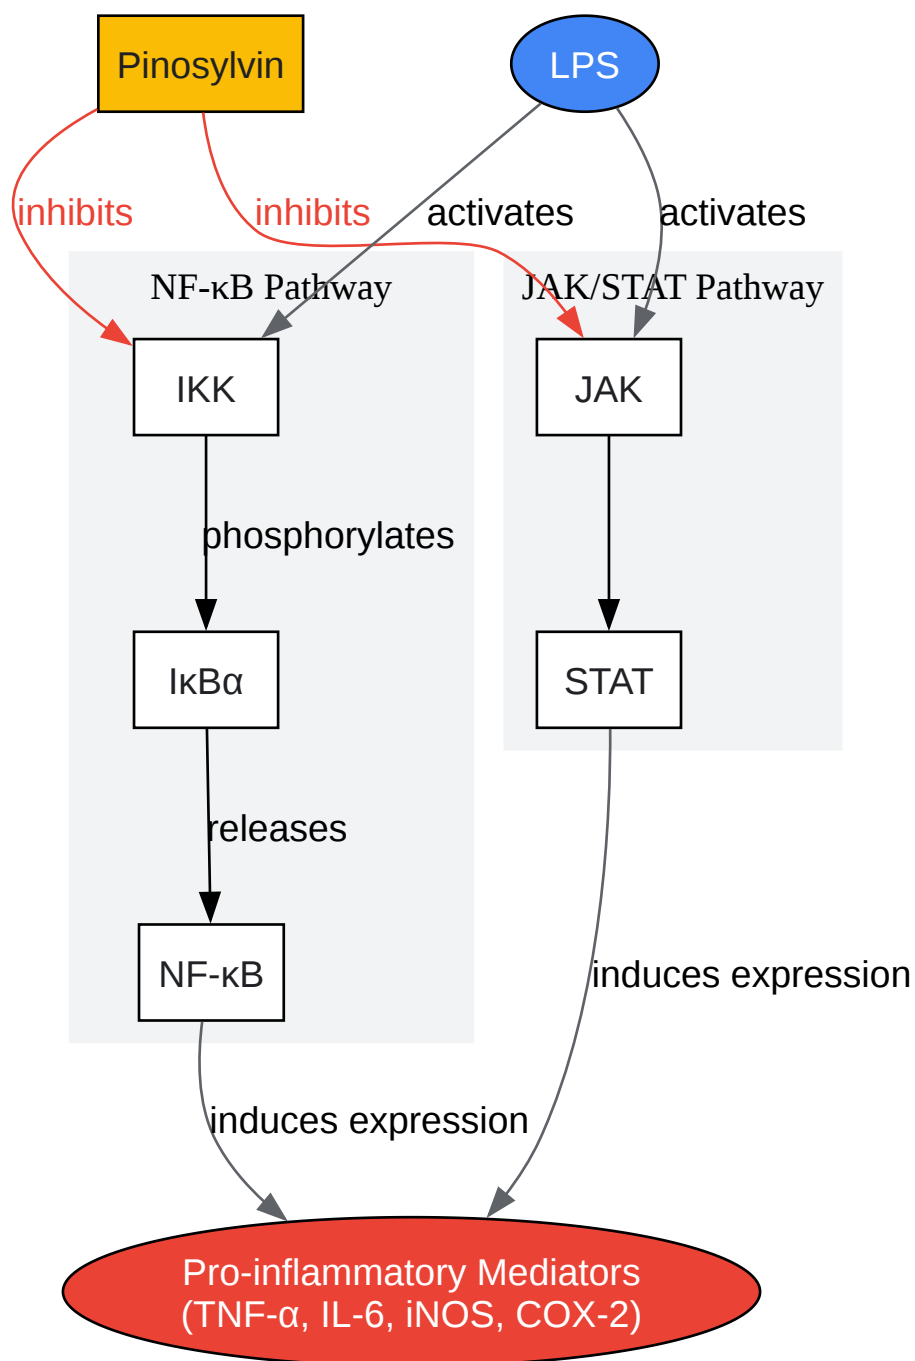 Pinosylvin
LPS
inhibits
inhibits
activates
activates
NF-κB Pathway
JAK/STAT Pathway
IKK
JAK
phosphorylates
IκBα
STAT
releases
NF-κB
induces expression
induces expression
Pro-inflammatory Mediators
(TNF-α, IL-6, iNOS, COX-2)